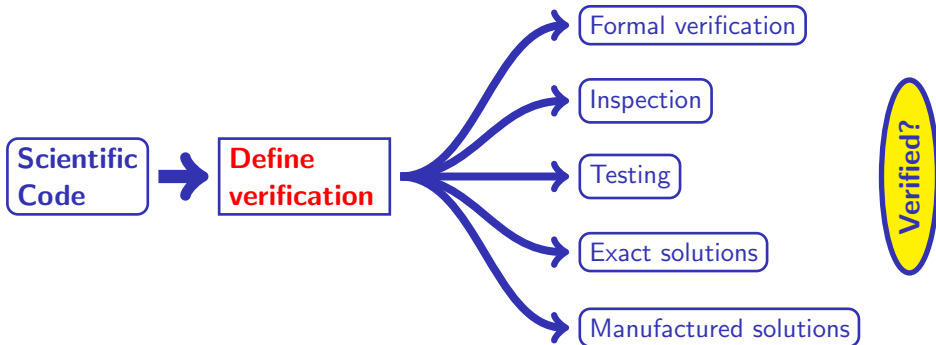 Scientific
Code
Define
verification
Formal verification
Inspection
Testing
Exact solutions
Manufactured solutions
Verified?